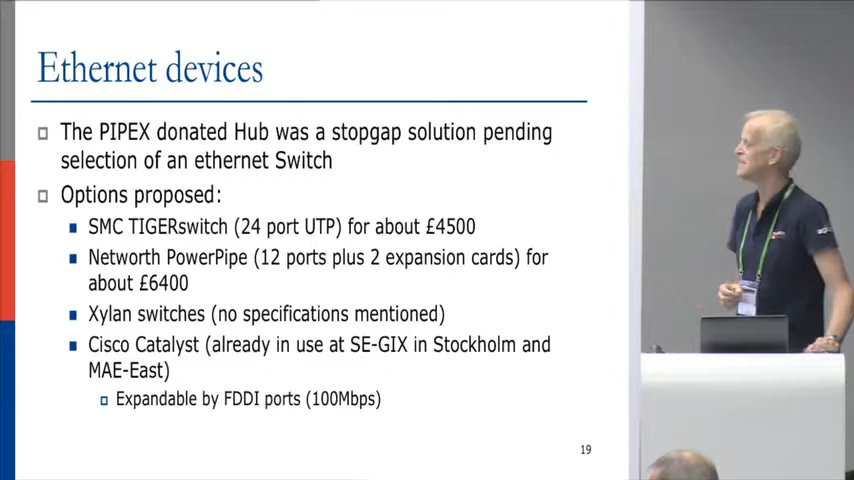 Ethernet devices
The PIPEX donated Hub was a stopgap solution pending
selection of an ethernet Switch
Options proposed:
SMC TIGERswitch (24 port UTP) for about £4500
Networth PowerPipe (12 ports plus 2 expansion cards) for
about £6400
Xylan switches (no specifications mentioned)
Cisco Catalyst (already in use at SE-GIX in Stockholm and
MAE-East)
Expandable by FDDI ports (100Mbps)
19